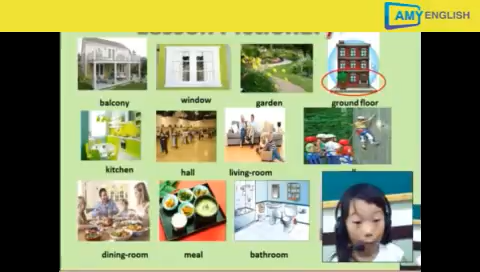 AMY ENGLISH
balcony
window
garden
ground floor
kitchen
hall
living-room
dining-room
meal
bathroom